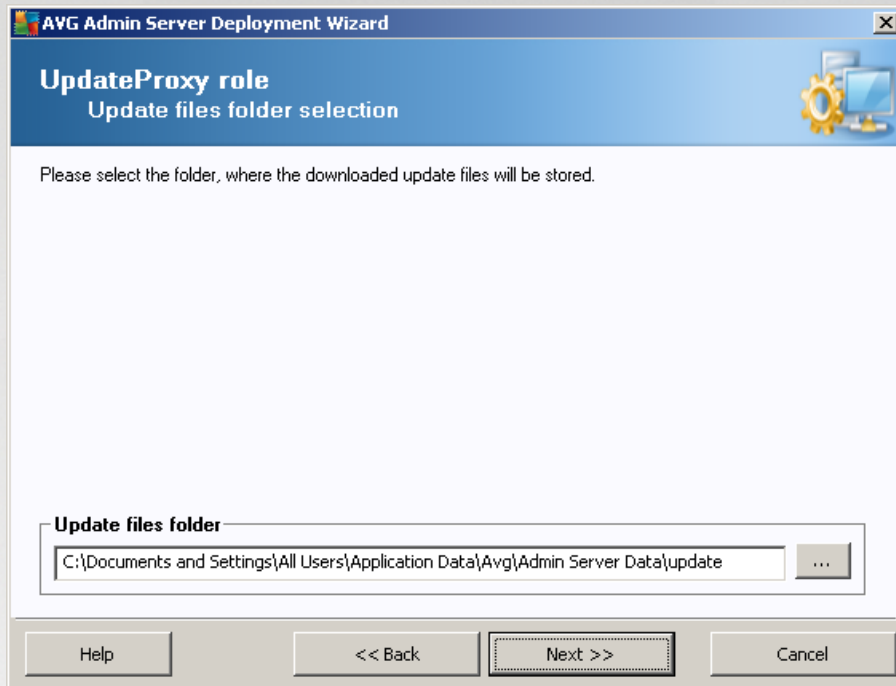 AVG Admin Server Deployment Wizard
UpdateProxy role
Update files folder selection
Please select the folder, where the downloaded update files will be stored.
Update files folder
C:\Documents and Settings\All Users\Application Data\Avg\Admin Server Data\update
...
Help
<< Back
Next >>
Cancel